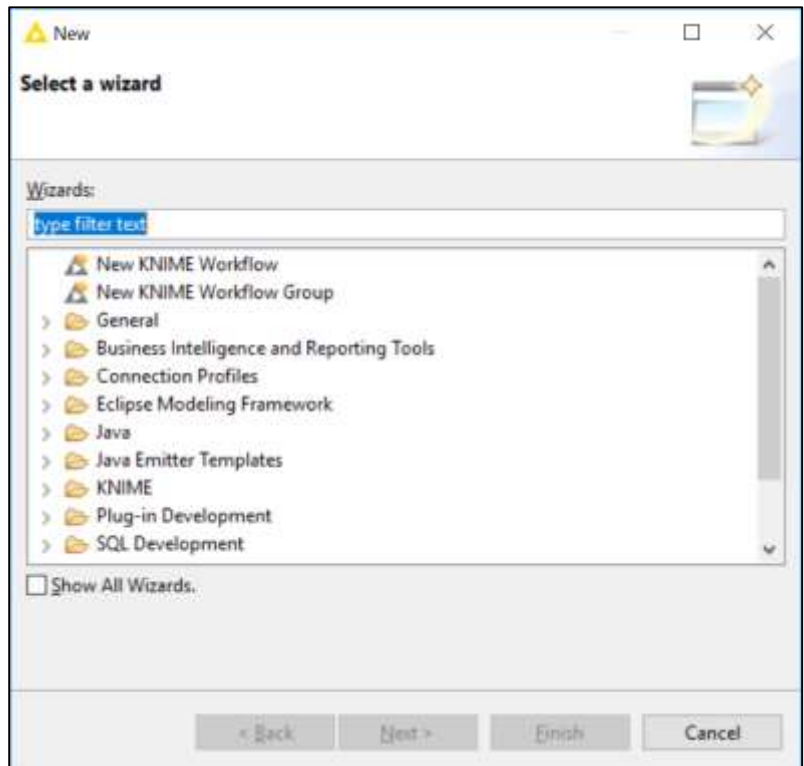 New
Select a wizard
Wizards:
type filter text
New KNIME Workflow
New KNIME Workflow Group
General
Business Intelligence and Reporting Tools
Connection Profiles
Eclipse Modeling Framework
Java
Java Emitter Templates
KNIME
Plug-in Development
SQL Development
Show All Wizards.
< Back Next > Finish Cancel